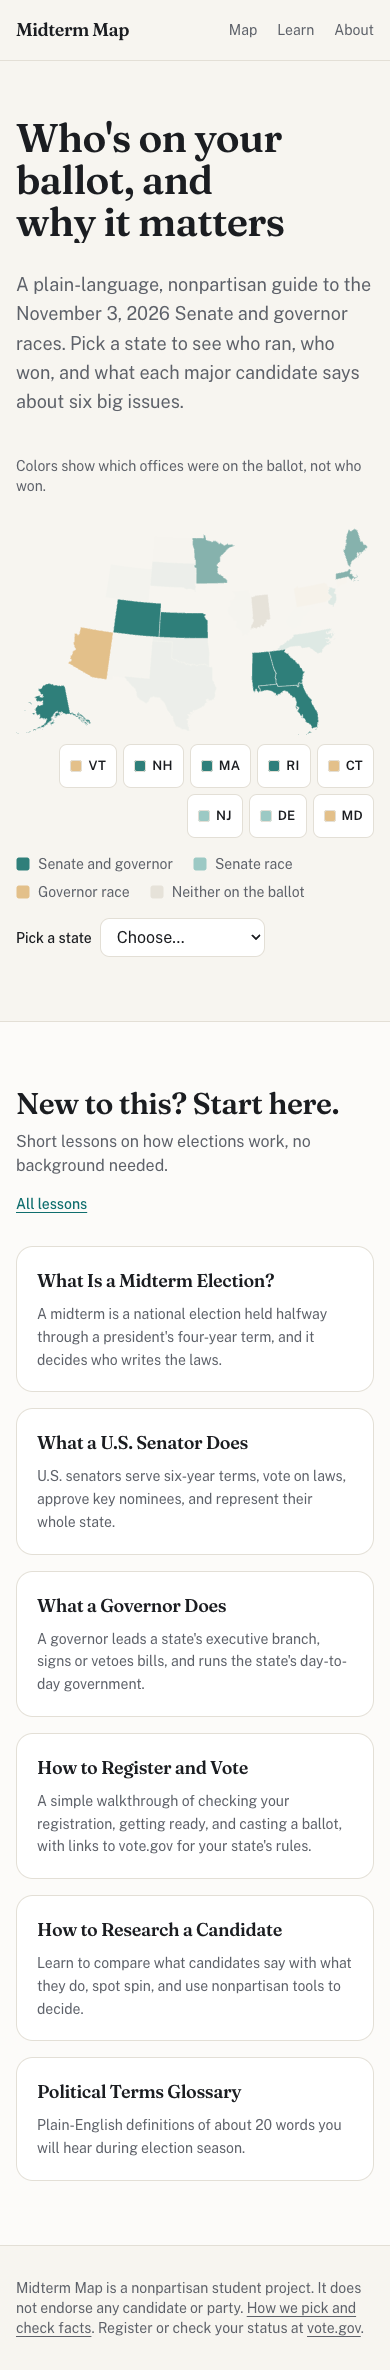 Midterm Map
Map Learn About
Who's on your
ballot, and
why it matters
A plain-language, nonpartisan guide to the
November 3, 2026 Senate and governor
races. Pick a state to see who ran, who
won, and what each major candidate says
about six big issues.
Colors show which offices were on the ballot, not who
won.
VT NH MA RI CT
NJ DE MD
Senate and governor Senate race
Governor race Neither on the ballot
Pick a state Choose...
New to this? Start here.
Short lessons on how elections work, no
background needed.
All lessons
What Is a Midterm Election?
A midterm is a national election held halfway
through a president's four-year term, and it
decides who writes the laws.
What a U.S. Senator Does
U.S. senators serve six-year terms, vote on laws,
approve key nominees, and represent their
whole state.
What a Governor Does
A governor leads a state's executive branch,
signs or vetoes bills, and runs the state's day-to-
day government.
How to Register and Vote
A simple walkthrough of checking your
registration, getting ready, and casting a ballot,
with links to vote.gov for your state's rules.
How to Research a Candidate
Learn to compare what candidates say with what
they do, spot spin, and use nonpartisan tools to
decide.
Political Terms Glossary
Plain-English definitions of about 20 words you
will hear during election season.
Midterm Map is a nonpartisan student project. It does
not endorse any candidate or party. How we pick and
check facts. Register or check your status at vote.gov.